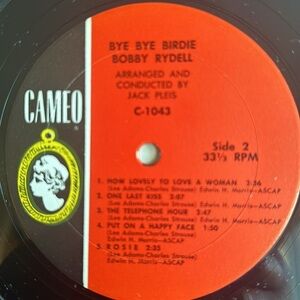 BYE BYE BIRDIE
BOBBY RYDELL
ARRANGED AND
CONDUCTED BY
JACK PLEIS
C-1043
CAMEO
®
Side 2
33⅓ RPM
1. HOW LOVELY TO LOVE A WOMAN 2:56
(Lee Adams-Charles Strouse) Edwin H. Morris—ASCAP
2. ONE LAST KISS 2:07
(Lee Adams-Charles Strouse) Edwin H. Morris—ASCAP
3. THE TELEPHONE HOUR 2:47
(Lee Adams-Charles Strouse) Edwin H. Morris—ASCAP
4. PUT ON A HAPPY FACE 1:50
(Lee Adams-Charles Strouse)
Edwin H. Morris—ASCAP
5. ROSIE 2:35
(Lee Adams-Charles Strouse)
Edwin H. Morris—ASCAP